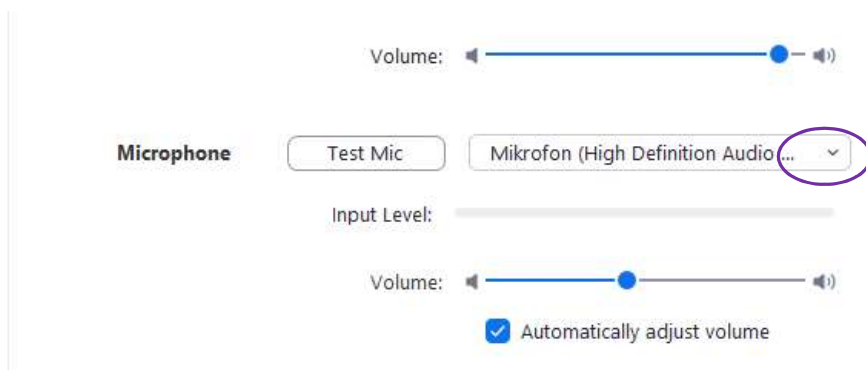 Volume:
Microphone Test Mic Mikrofon (High Definition Audio ...
Input Level:
Volume:
Automatically adjust volume